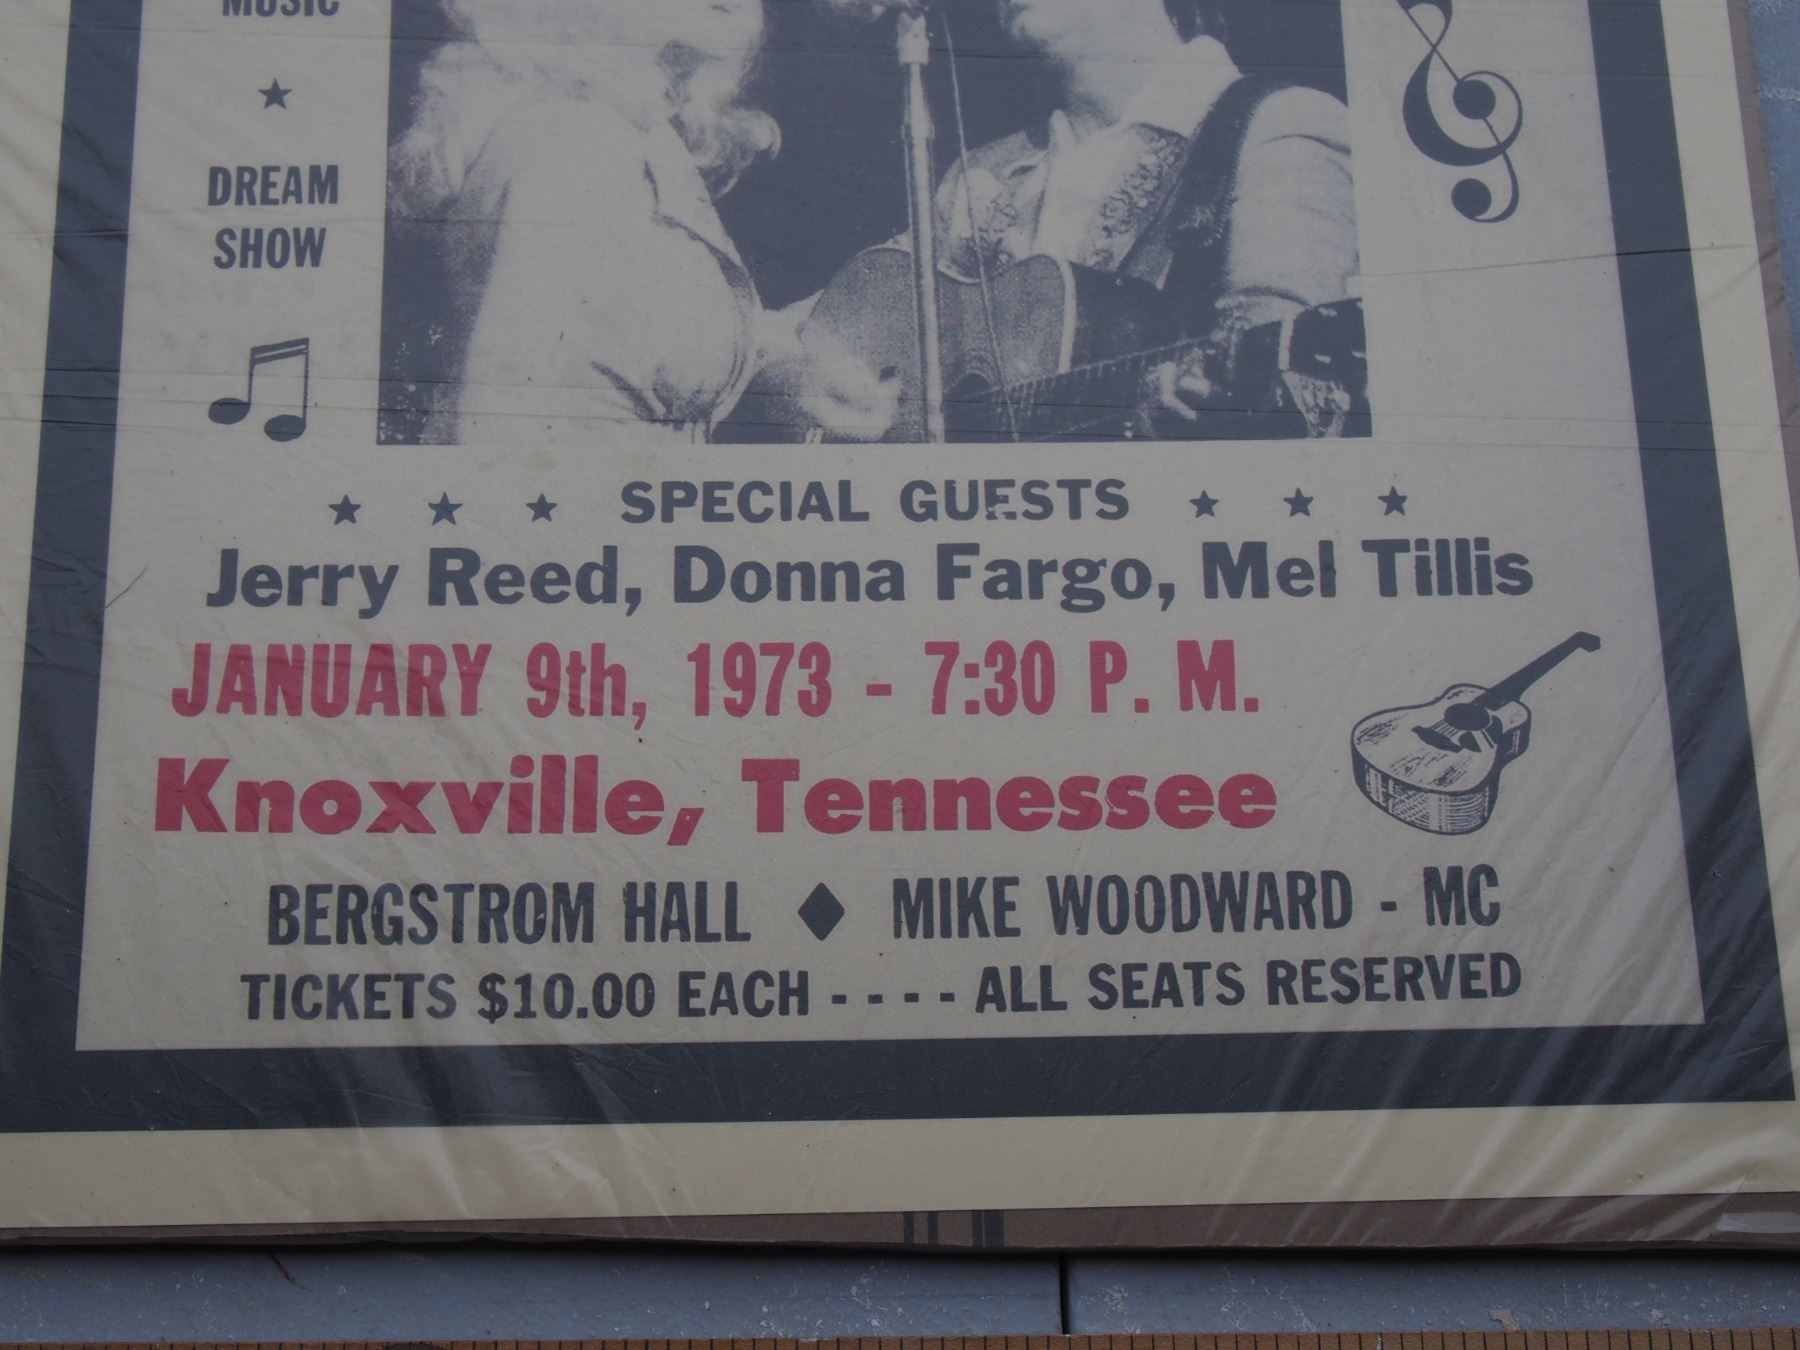 MUSIC
DREAM
SHOW
SPECIAL GUESTS
Jerry Reed, Donna Fargo, Mel Tillis
JANUARY 9th, 1973 - 7:30 P. M.
Knoxville, Tennessee
BERGSTROM HALL ♦ MIKE WOODWARD - MC
TICKETS $10.00 EACH - - - - ALL SEATS RESERVED